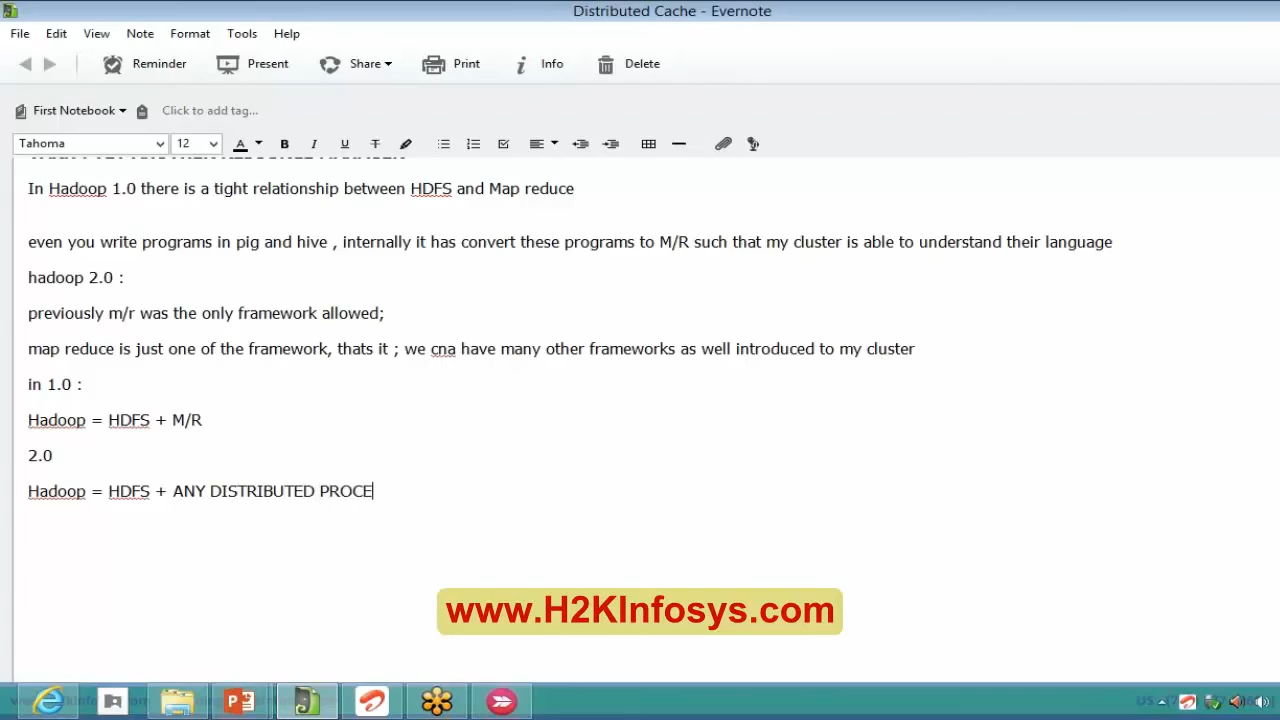 Distributed Cache - Evernote
File Edit View Note Format Tools Help
Reminder Present Share Print Info Delete
First Notebook Click to add tag...
Tahoma 12 A B I U T
In Hadoop 1.0 there is a tight relationship between HDFS and Map reduce
even you write programs in pig and hive , internally it has convert these programs to M/R such that my cluster is able to understand their language
hadoop 2.0 :
previously m/r was the only framework allowed;
map reduce is just one of the framework, thats it ; we cna have many other frameworks as well introduced to my cluster
in 1.0 :
Hadoop = HDFS + M/R
2.0
Hadoop = HDFS + ANY DISTRIBUTED PROCE
www.H2KInfosys.com